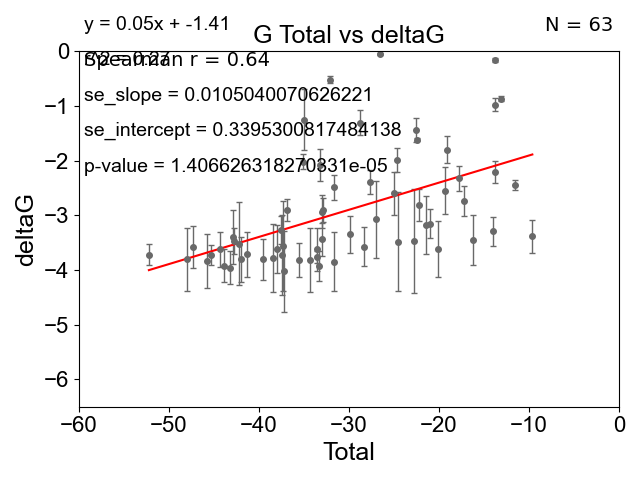 y = 0.05x + -1.41
N = 63
G Total vs deltaG
Spearman r = 0.64
se_slope = 0.0105040070626221
se_intercept = 0.3395300817484138
p-value = 1.406626318270831e-05
deltaG
0
−1
−2
−3
−4
−5
−6
−60
−50
−40
−30
−20
−10
0
Total